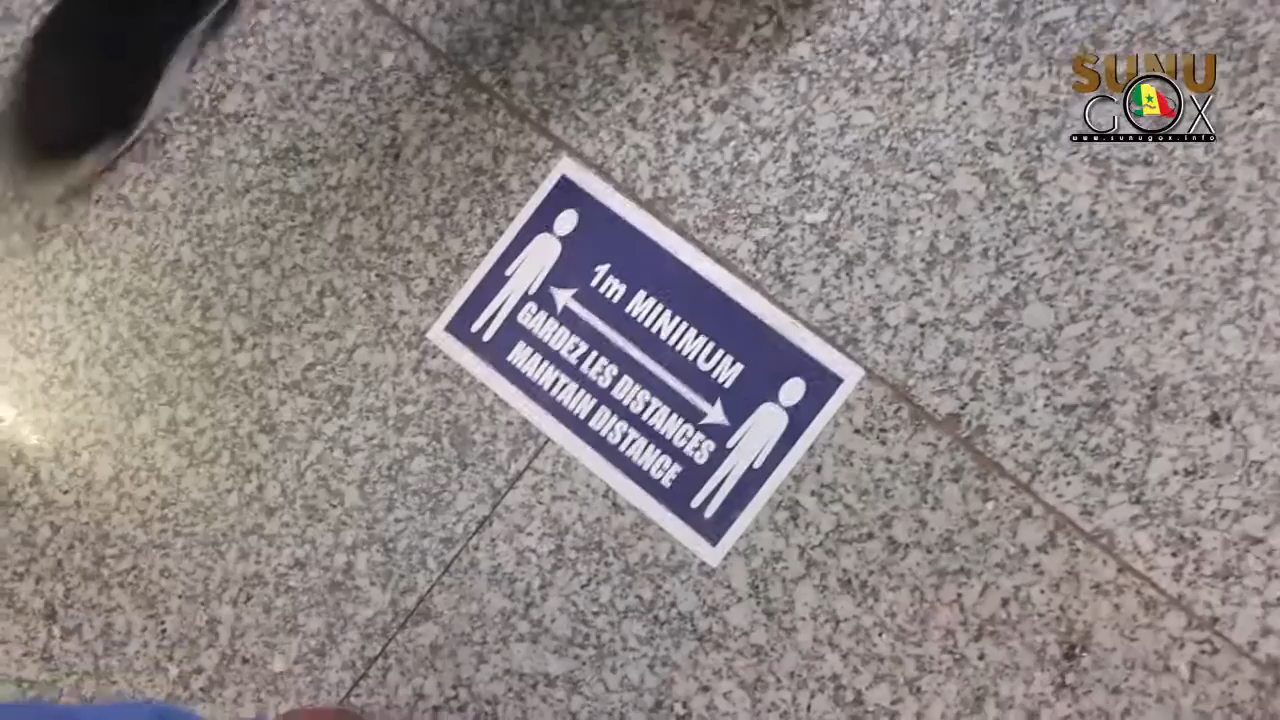 SUNU
GOX
www.sunugox.info
1m MINIMUM
GARDEZ LES DISTANCES
MAINTAIN DISTANCE